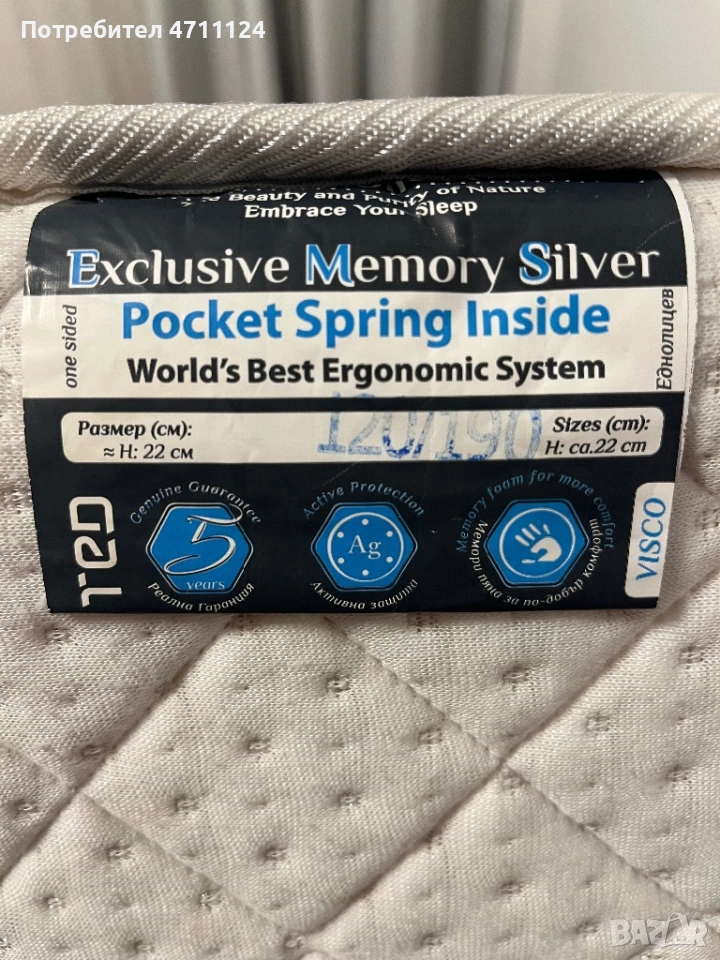 Потребител 4711124
Beauty and Purity of Nature
Embrace Your Sleep
Exclusive Memory Silver
one sided
Pocket Spring Inside
Еднолицев
World's Best Ergonomic System
Размер (см):
≈ H: 22 см
120/190
Sizes (cm):
H: ca.22 cm
TED
Genuine Guarantee
5
years
Реална Гаранция
Active Protection
Ag
Активна защита
Memory foam for more comfort
Мемори пяна за по-добър комфорт
VISCO
BAZAR